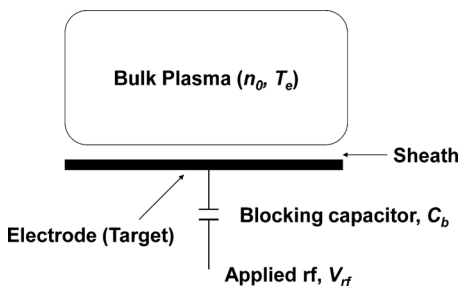 Bulk Plasma (n0, Te)
Sheath
Blocking capacitor, Cb
Electrode (Target)
Applied rf, Vrf